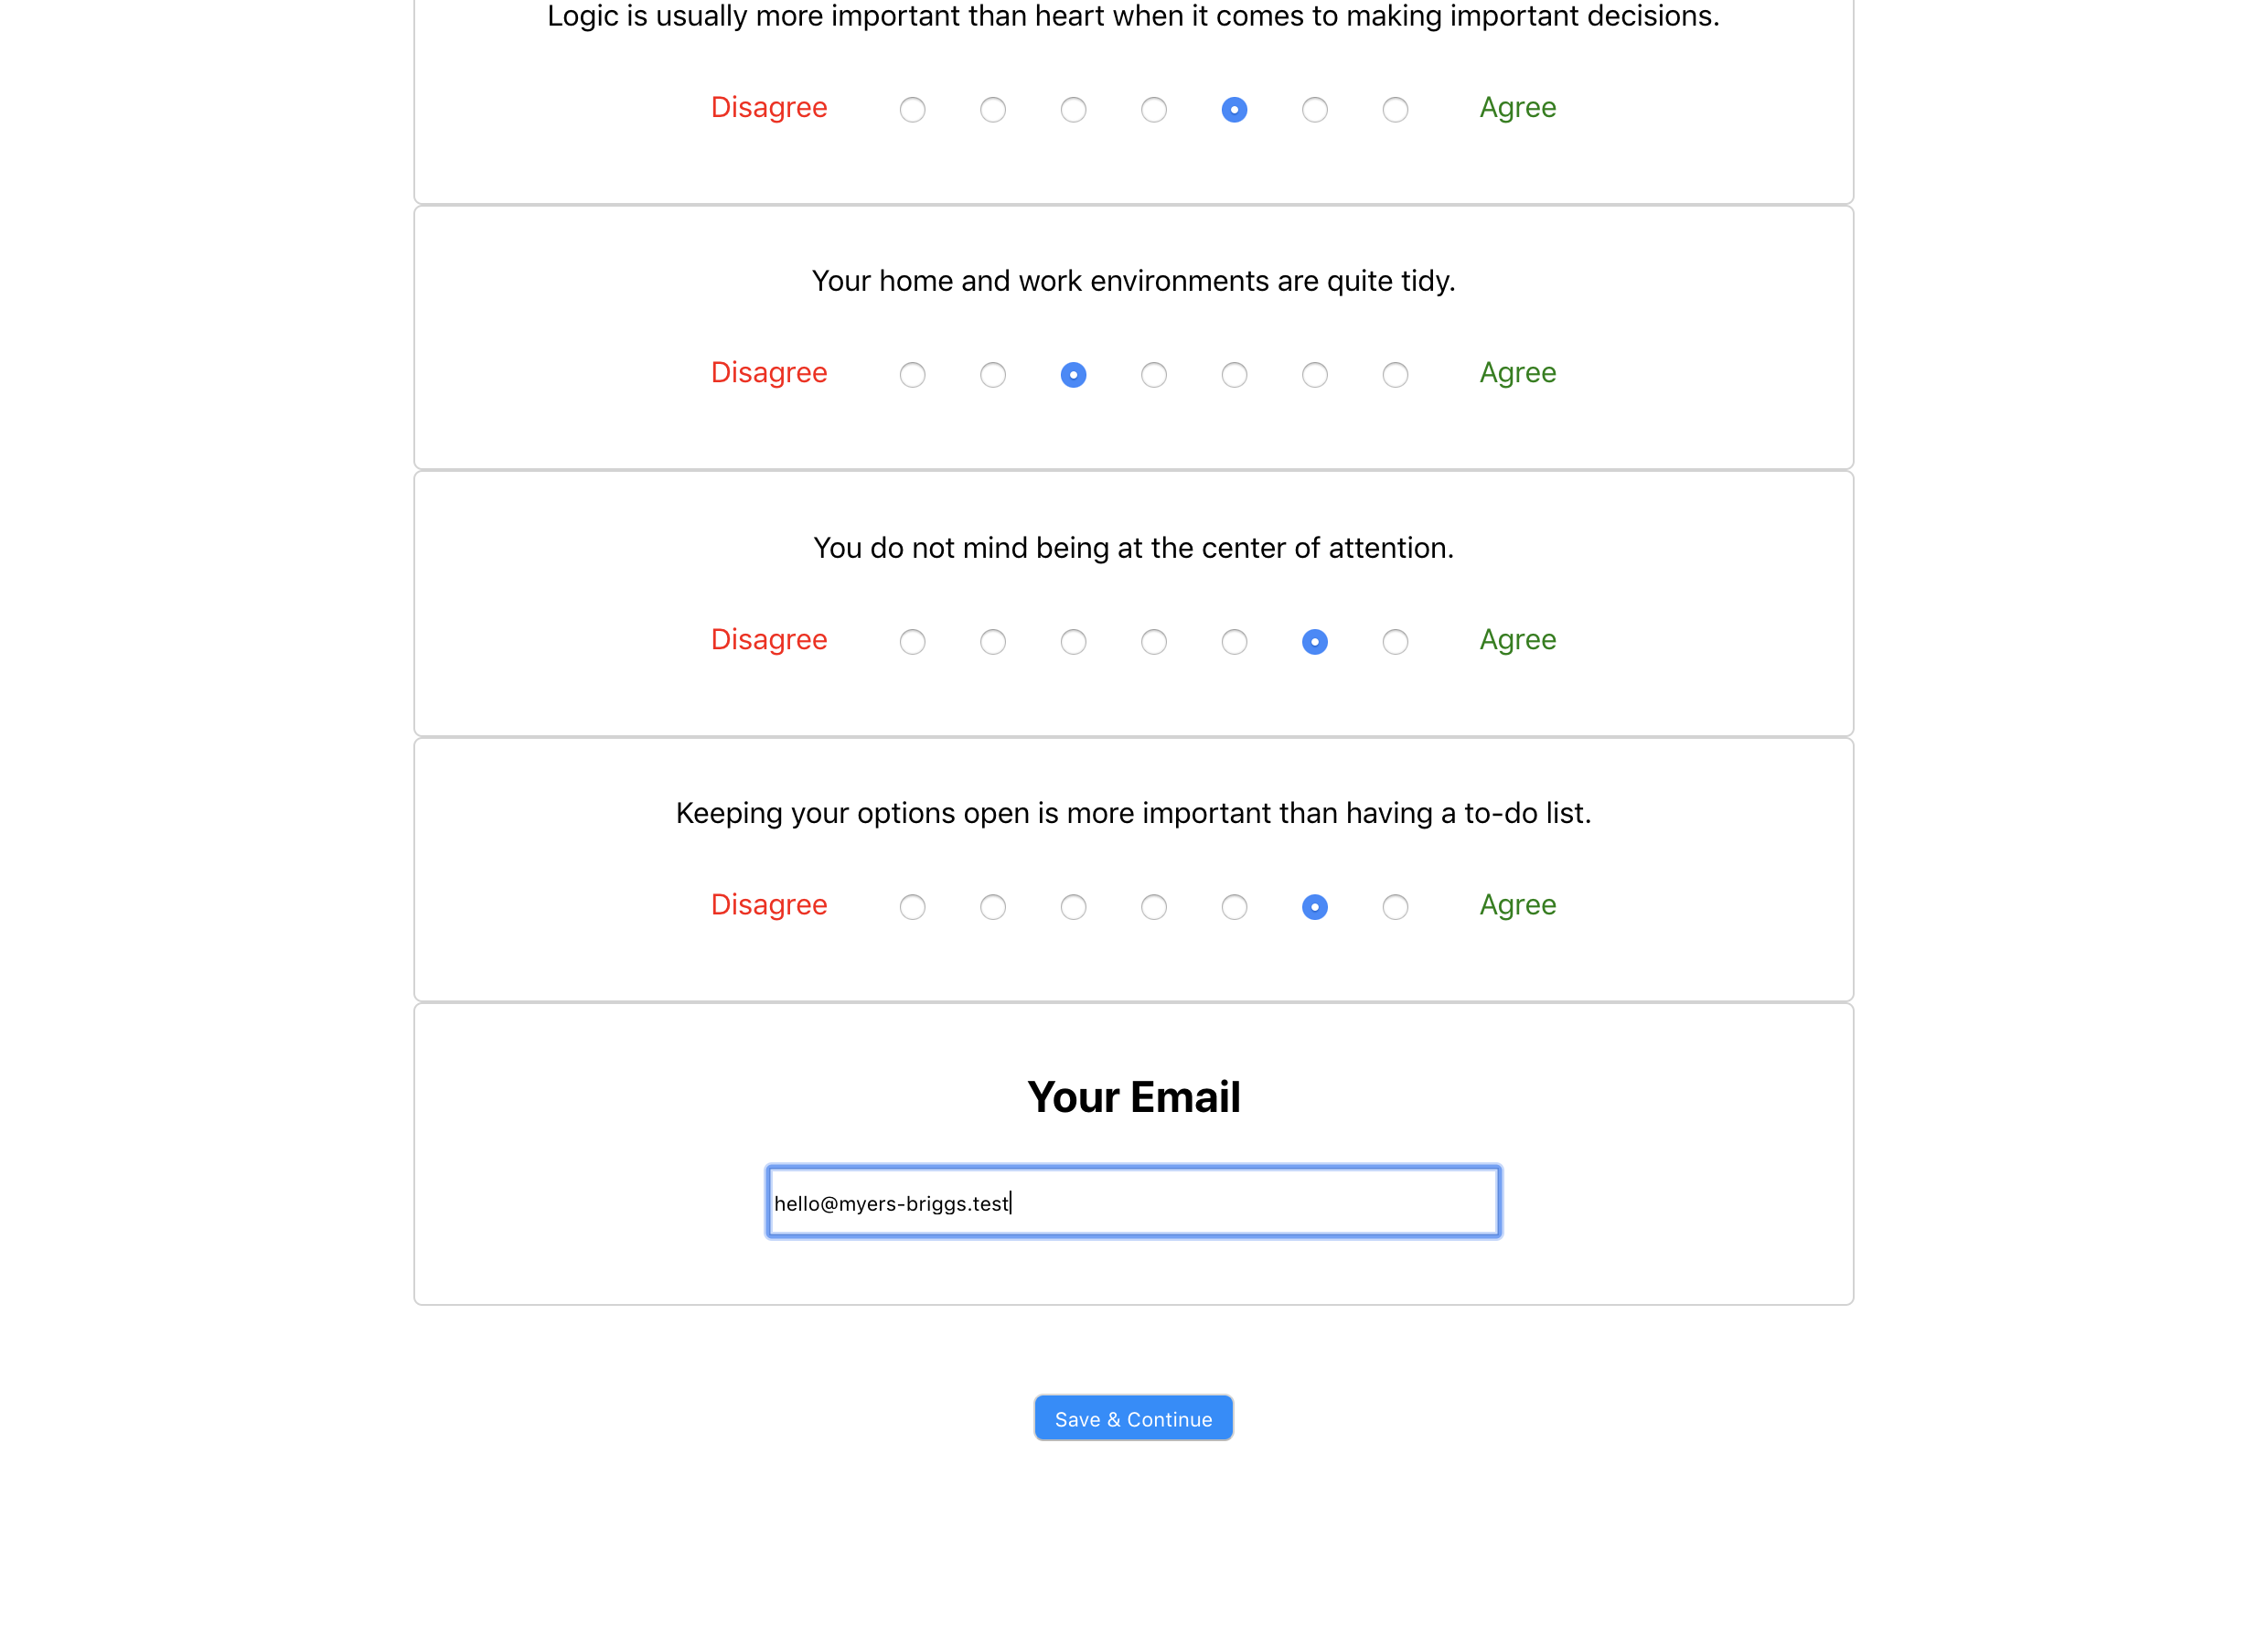 Logic is usually more important than heart when it comes to making important decisions.
Disagree Agree
Your home and work environments are quite tidy.
Disagree Agree
You do not mind being at the center of attention.
Disagree Agree
Keeping your options open is more important than having a to-do list.
Disagree Agree
Your Email
hello@myers-briggs.test
Save & Continue